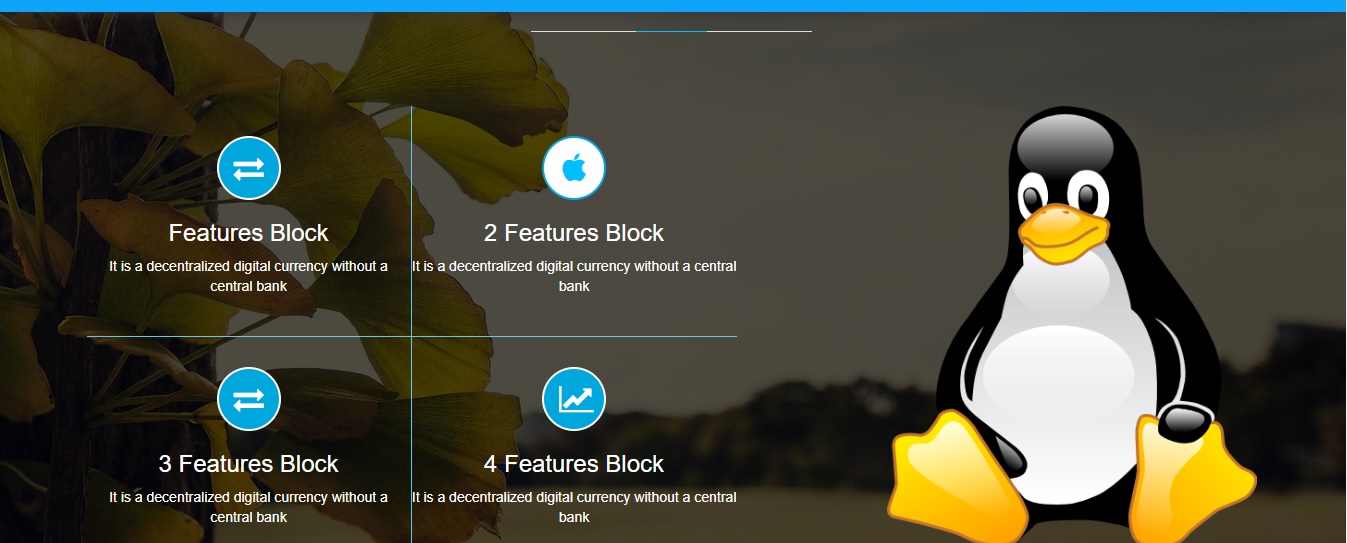 Features Block
It is a decentralized digital currency without a
central bank
2 Features Block
It is a decentralized digital currency without a central
bank
3 Features Block
It is a decentralized digital currency without a
central bank
4 Features Block
It is a decentralized digital currency without a central
bank